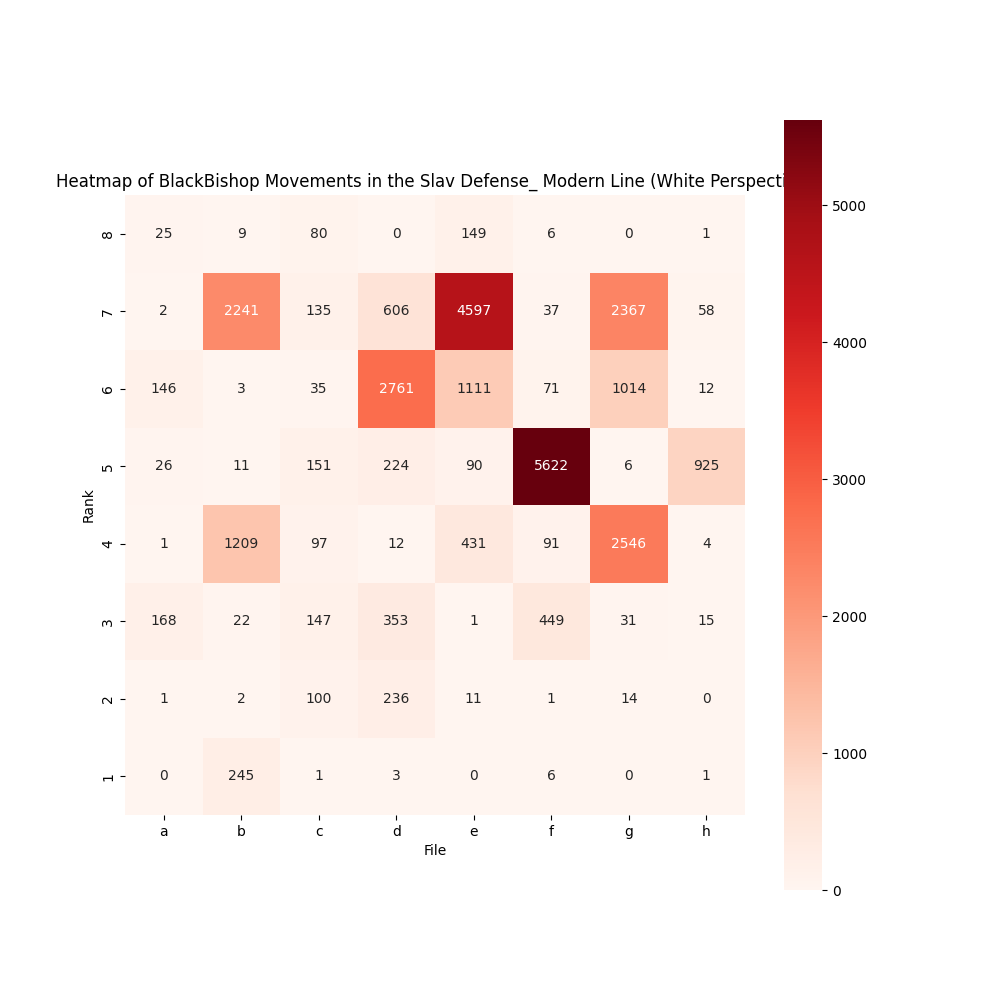 Heatmap of BlackBishop Movements in the Slav Defense_ Modern Line (White Perspecti
8 25 9 80 0 149 6 0 1
7 2 2241 135 606 4597 37 2367 58
6 146 3 35 2761 1111 71 1014 12
5 26 11 151 224 90 5622 6 925
4 1 1209 97 12 431 91 2546 4
3 168 22 147 353 1 449 31 15
2 1 2 100 236 11 1 14 0
1 0 245 1 3 0 6 0 1
a b c d e f g h
File
Rank
5000
4000
3000
2000
1000
0